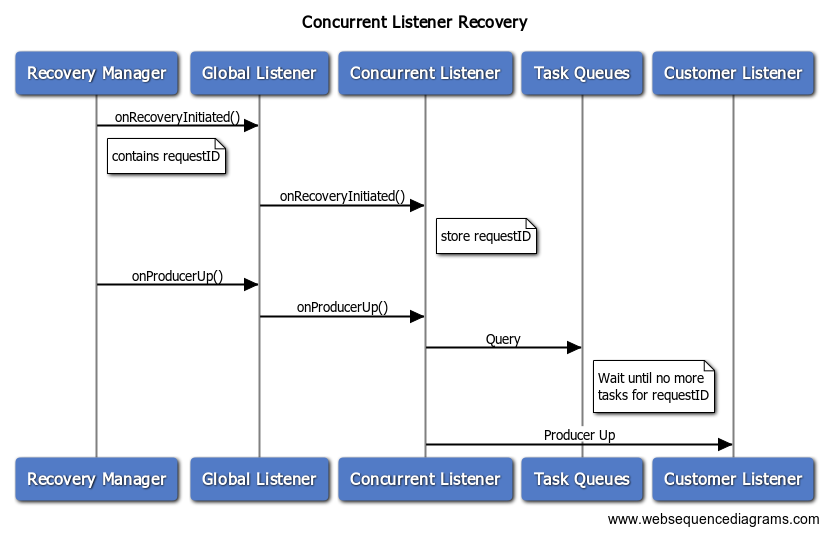 Concurrent Listener Recovery
Recovery Manager
Global Listener
Concurrent Listener
Task Queues
Customer Listener
onRecoveryInitiated()
contains requestID
onRecoveryInitiated()
store requestID
onProducerUp()
onProducerUp()
Query
Wait until no more
tasks for requestID
Producer Up
Recovery Manager
Global Listener
Concurrent Listener
Task Queues
Customer Listener
www.websequencediagrams.com